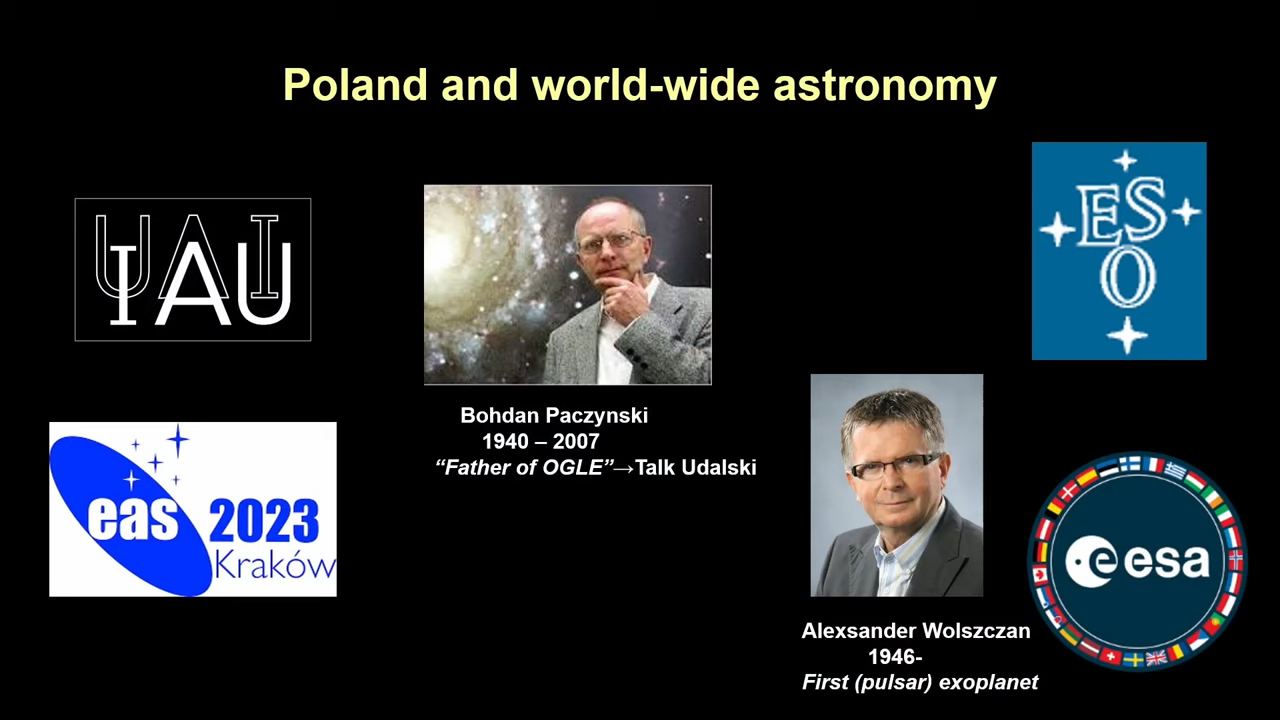 Poland and world-wide astronomy
IAU
UAI
ESO
Bohdan Paczynski
1940 – 2007
“Father of OGLE”→Talk Udalski
eas 2023
Kraków
esa
Alexsander Wolszczan
1946-
First (pulsar) exoplanet